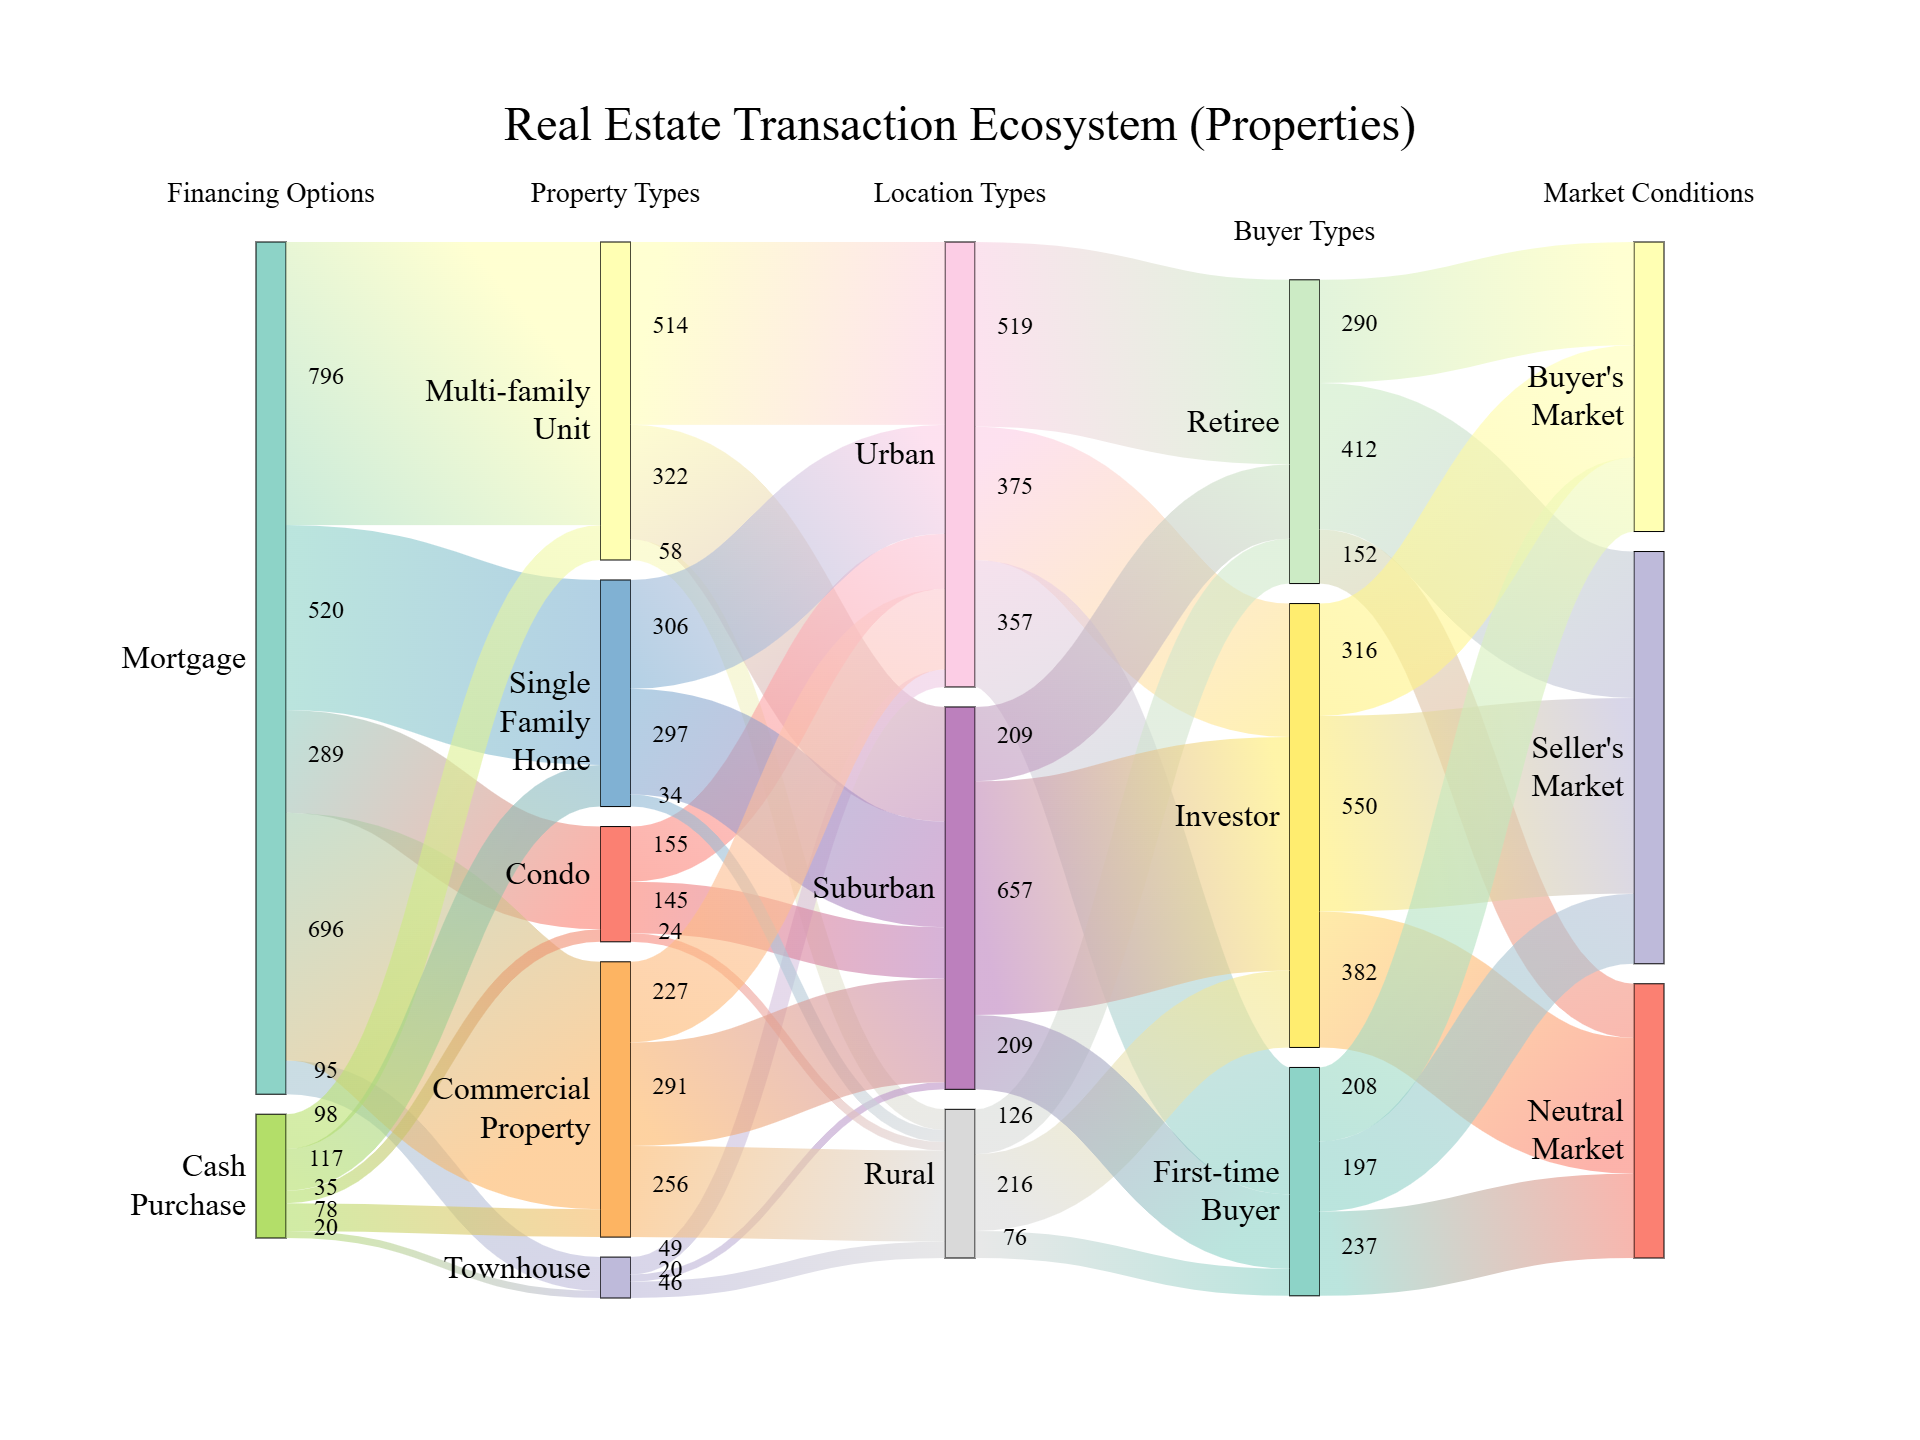 Real Estate Transaction Ecosystem (Properties)
Financing Options
Property Types
Location Types
Buyer Types
Market Conditions
Mortgage
796
520
289
696
95
Cash
Purchase
98
117
35
78
20
Multi-family
Unit
514
322
58
Single
Family
Home
306
297
34
Condo
155
145
24
Commercial
Property
227
291
256
Townhouse
49
20
46
Urban
519
375
357
Suburban
209
657
209
Rural
126
216
76
Retiree
290
412
152
Investor
316
550
382
First-time
Buyer
208
197
237
Buyer's
Market
Seller's
Market
Neutral
Market